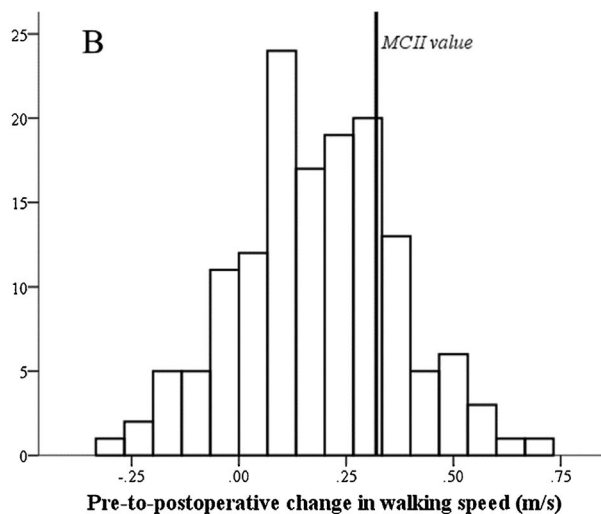 B
MCII value
25
20
15
10
5
0
-.25 .00 .25 .50 .75
Pre-to-postoperative change in walking speed (m/s)